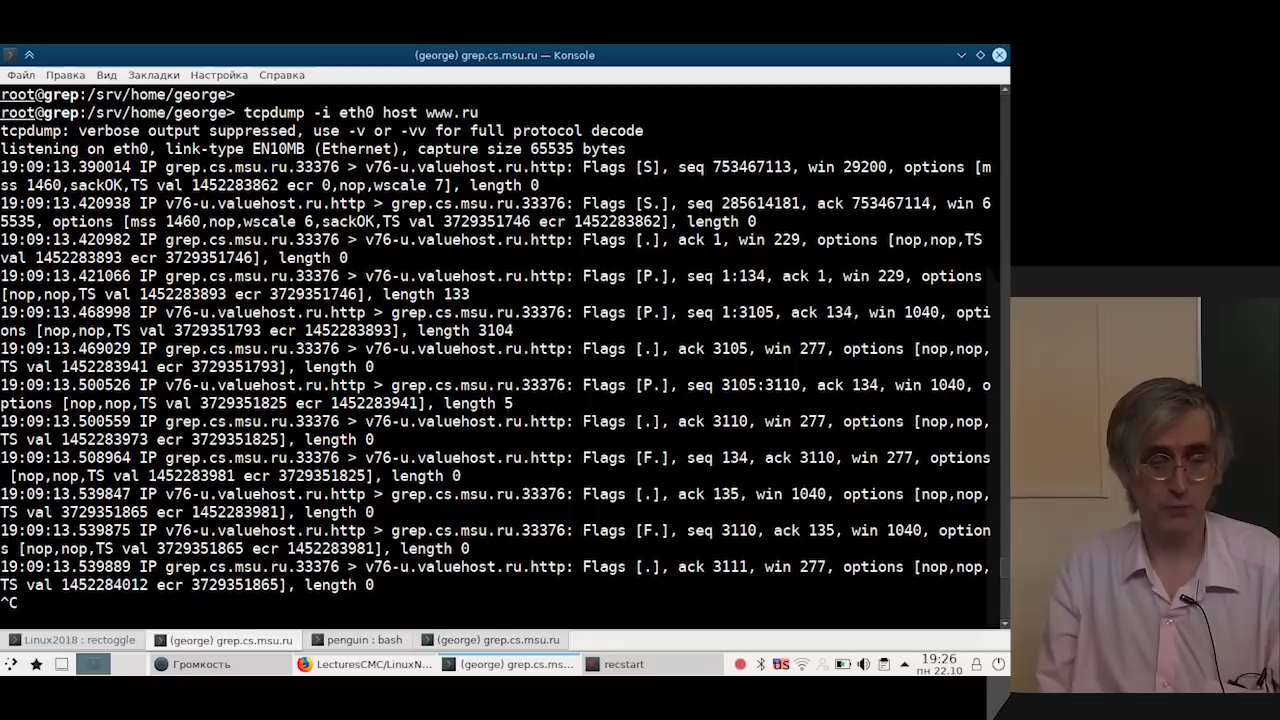 (george) grep.cs.msu.ru — Konsole
Файл Правка Вид Закладки Настройка Справка
root@grep:/srv/home/george>
root@grep:/srv/home/george> tcpdump -i eth0 host www.ru
tcpdump: verbose output suppressed, use -v or -vv for full protocol decode
listening on eth0, link-type EN10MB (Ethernet), capture size 65535 bytes
19:09:13.390014 IP grep.cs.msu.ru.33376 > v76-u.valuehost.ru.http: Flags [S], seq 753467113, win 29200, options [m
ss 1460,sackOK,TS val 1452283862 ecr 0,nop,wscale 7], length 0
19:09:13.420938 IP v76-u.valuehost.ru.http > grep.cs.msu.ru.33376: Flags [S.], seq 285614181, ack 753467114, win 6
5535, options [mss 1460,nop,wscale 6,sackOK,TS val 3729351746 ecr 1452283862], length 0
19:09:13.420982 IP grep.cs.msu.ru.33376 > v76-u.valuehost.ru.http: Flags [.], ack 1, win 229, options [nop,nop,TS
val 1452283893 ecr 3729351746], length 0
19:09:13.421066 IP grep.cs.msu.ru.33376 > v76-u.valuehost.ru.http: Flags [P.], seq 1:134, ack 1, win 229, options
[nop,nop,TS val 1452283893 ecr 3729351746], length 133
19:09:13.468998 IP v76-u.valuehost.ru.http > grep.cs.msu.ru.33376: Flags [P.], seq 1:3105, ack 134, win 1040, opti
ons [nop,nop,TS val 3729351793 ecr 1452283893], length 3104
19:09:13.469029 IP grep.cs.msu.ru.33376 > v76-u.valuehost.ru.http: Flags [.], ack 3105, win 277, options [nop,nop,
TS val 1452283941 ecr 3729351793], length 0
19:09:13.500526 IP v76-u.valuehost.ru.http > grep.cs.msu.ru.33376: Flags [P.], seq 3105:3110, ack 134, win 1040, o
ptions [nop,nop,TS val 3729351825 ecr 1452283941], length 5
19:09:13.500559 IP grep.cs.msu.ru.33376 > v76-u.valuehost.ru.http: Flags [.], ack 3110, win 277, options [nop,nop,
TS val 1452283973 ecr 3729351825], length 0
19:09:13.508964 IP grep.cs.msu.ru.33376 > v76-u.valuehost.ru.http: Flags [F.], seq 134, ack 3110, win 277, options
[nop,nop,TS val 1452283981 ecr 3729351825], length 0
19:09:13.539847 IP v76-u.valuehost.ru.http > grep.cs.msu.ru.33376: Flags [.], ack 135, win 1040, options [nop,nop,
TS val 3729351865 ecr 1452283981], length 0
19:09:13.539875 IP v76-u.valuehost.ru.http > grep.cs.msu.ru.33376: Flags [F.], seq 3110, ack 135, win 1040, option
s [nop,nop,TS val 3729351865 ecr 1452283981], length 0
19:09:13.539889 IP grep.cs.msu.ru.33376 > v76-u.valuehost.ru.http: Flags [.], ack 3111, win 277, options [nop,nop,
TS val 1452284012 ecr 3729351865], length 0
^C
Linux2018 : rectoggle (george) grep.cs.msu.ru penguin : bash (george) grep.cs.msu.ru
Громкость LecturesCMC/LinuxN... (george) grep.cs.ms... recstart US 19:26
пн 22.10